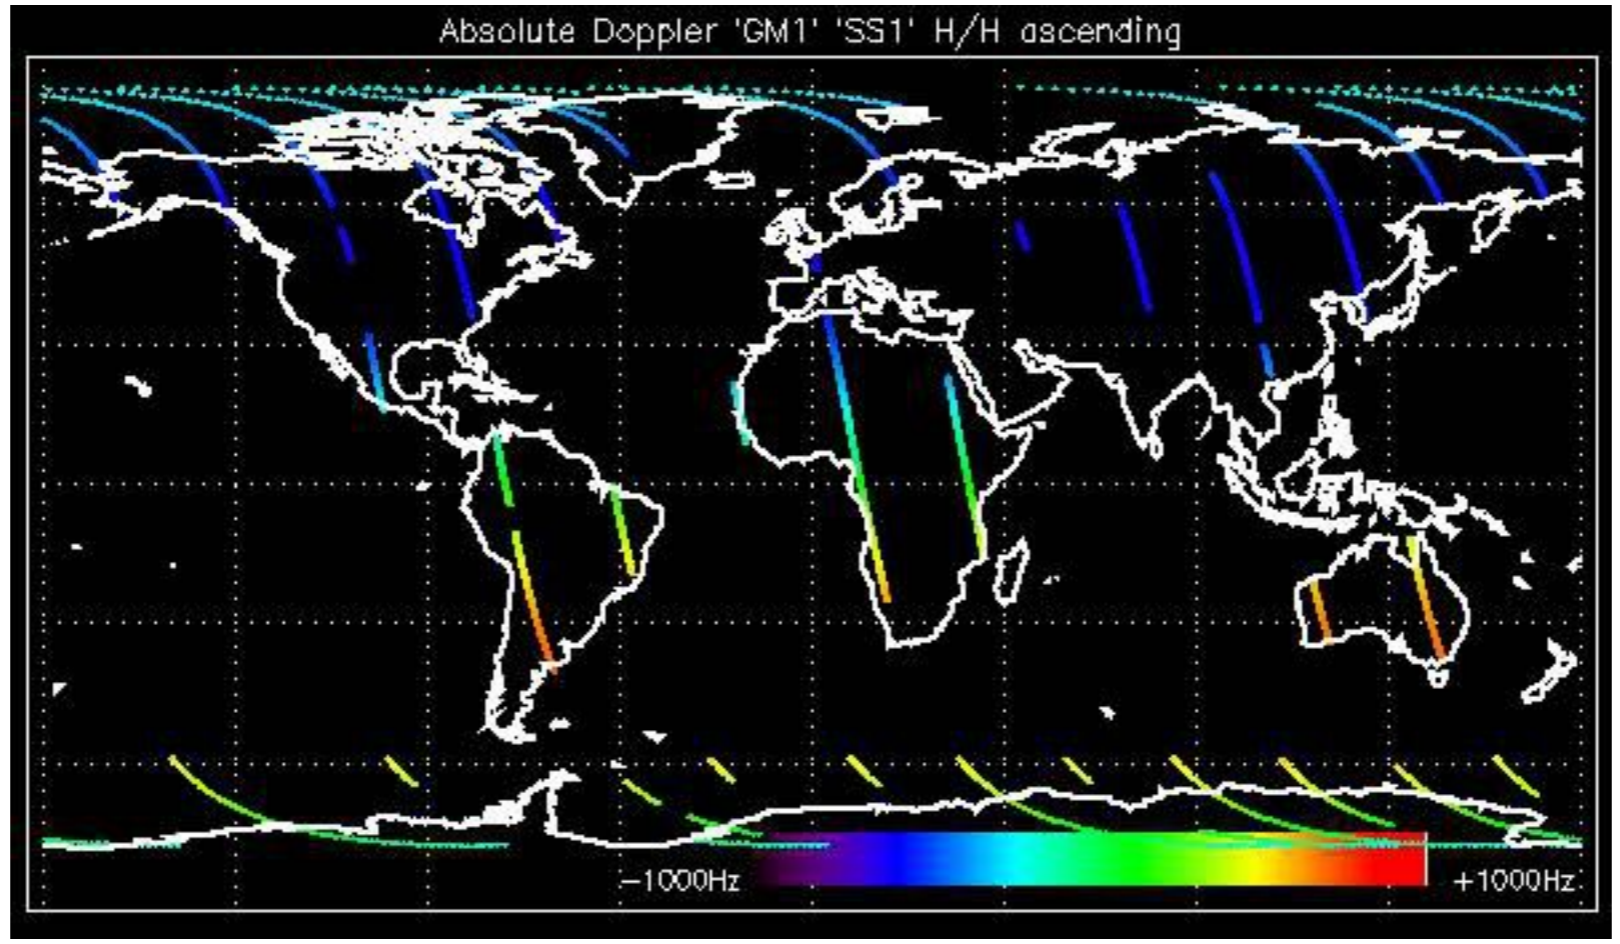 Absolute Doppler 'GM1' 'SS1' H/H ascending
−1000Hz
+1000Hz